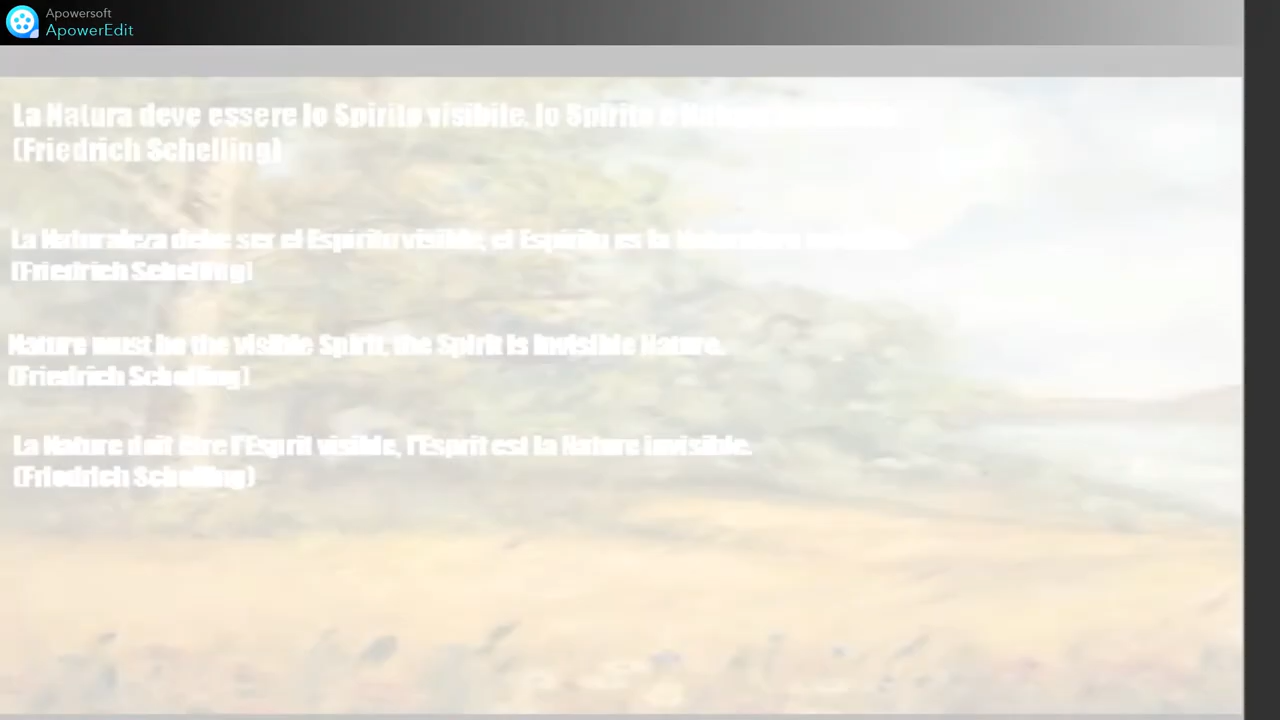 Apowersoft
ApowerEdit
La Natura deve essere lo Spirito visibile, lo Spirito
(Friedrich Schelling)
La Naturaleza debe ser el Espíritu visible, el Espíritu es la
(Friedrich Schelling)
Nature must be the visible Spirit, the Spirit is invisible Nature.
(Friedrich Schelling)
La Nature doit être l'Esprit visible, l'Esprit est la Nature invisible.
(Friedrich Schelling)